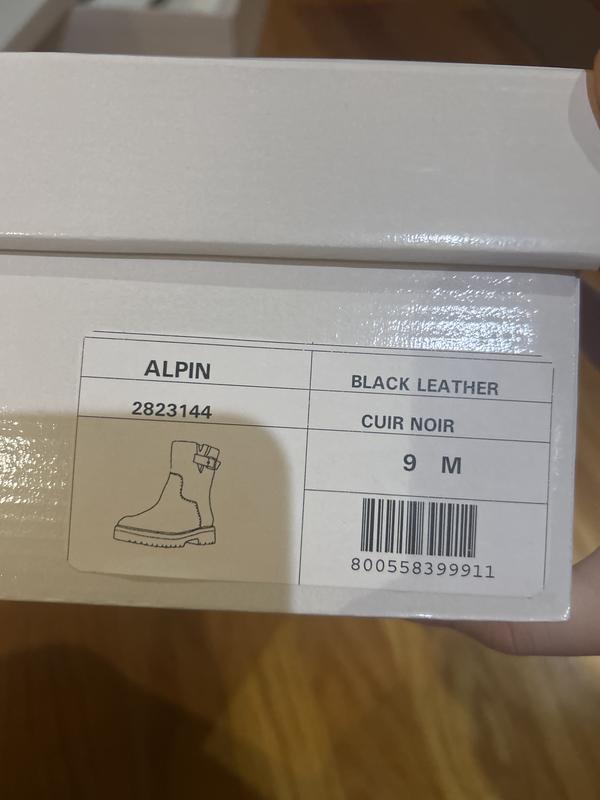 ALPIN
2823144
BLACK LEATHER
CUIR NOIR
9 M
800558399911